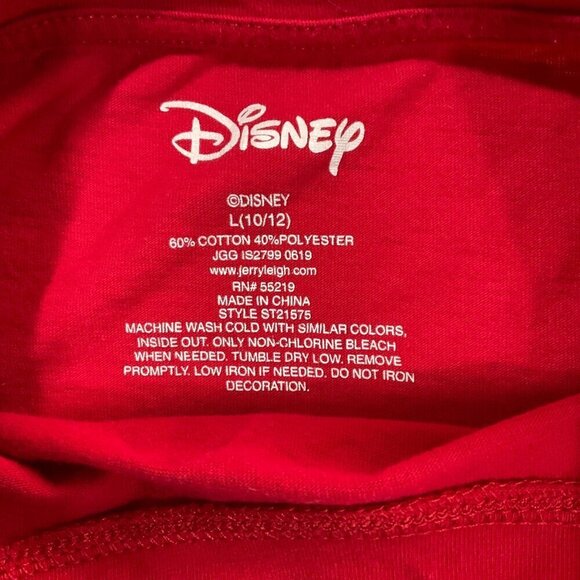 Disney
©DISNEY
L(10/12)
60% COTTON 40%POLYESTER
JGG IS2799 0619
www.jerryleigh.com
RN# 55219
MADE IN CHINA
STYLE ST21575
MACHINE WASH COLD WITH SIMILAR COLORS,
INSIDE OUT. ONLY NON-CHLORINE BLEACH
WHEN NEEDED. TUMBLE DRY LOW. REMOVE
PROMPTLY. LOW IRON IF NEEDED. DO NOT IRON
DECORATION.